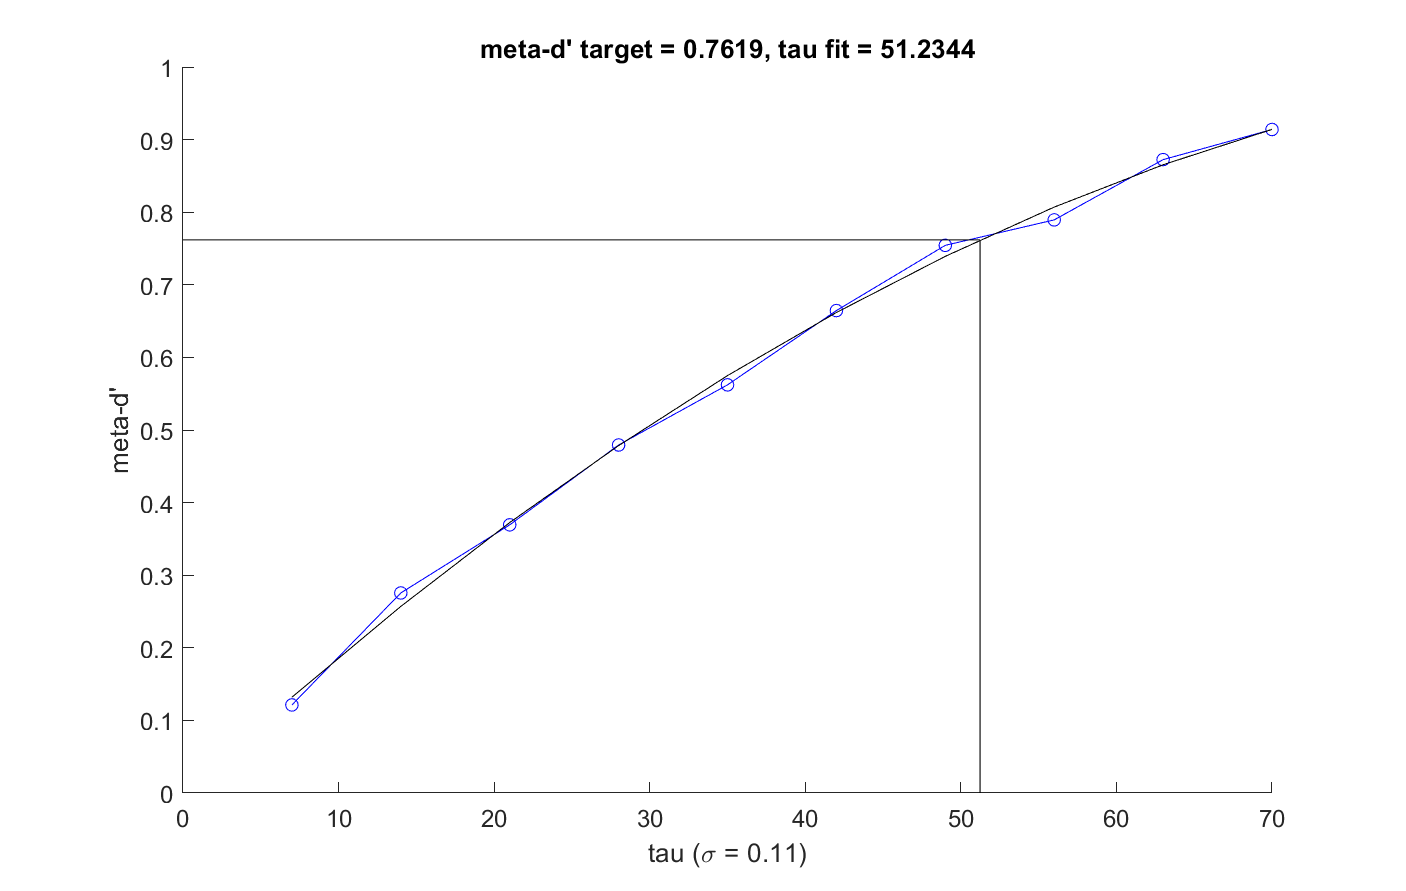 meta-d' target = 0.7619, tau fit = 51.2344
1
0.9
0.8
0.7
0.6
0.5
0.4
0.3
0.2
0.1
0
meta-d'
0 10 20 30 40 50 60 70
tau (σ = 0.11)